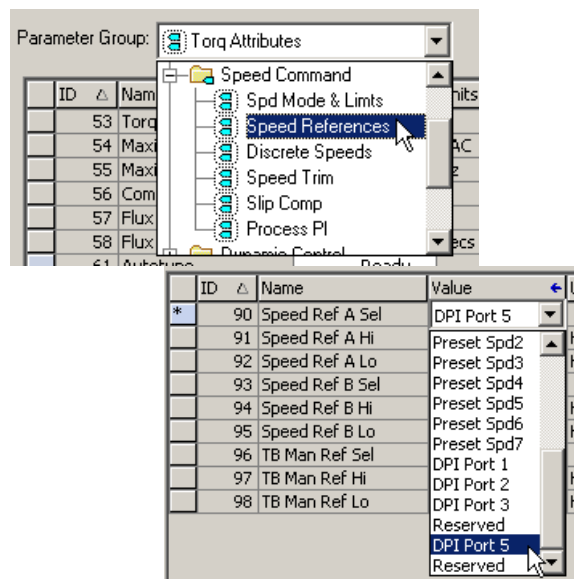 Parameter Group: Torq Attributes
Speed Command
Spd Mode & Limts
Speed References
Discrete Speeds
Speed Trim
Slip Comp
Process PI
Dynamic Control
ID Nam nits
53 Torq
54 Maxi AC
55 Maxi z
56 Com
57 Flux
58 Flux ecs
61 Autotune Ready
ID Name Value
* 90 Speed Ref A Sel DPI Port 5
91 Speed Ref A Hi
92 Speed Ref A Lo
93 Speed Ref B Sel
94 Speed Ref B Hi
95 Speed Ref B Lo
96 TB Man Ref Sel
97 TB Man Ref Hi
98 TB Man Ref Lo
Preset Spd2
Preset Spd3
Preset Spd4
Preset Spd5
Preset Spd6
Preset Spd7
DPI Port 1
DPI Port 2
DPI Port 3
Reserved
DPI Port 5
Reserved